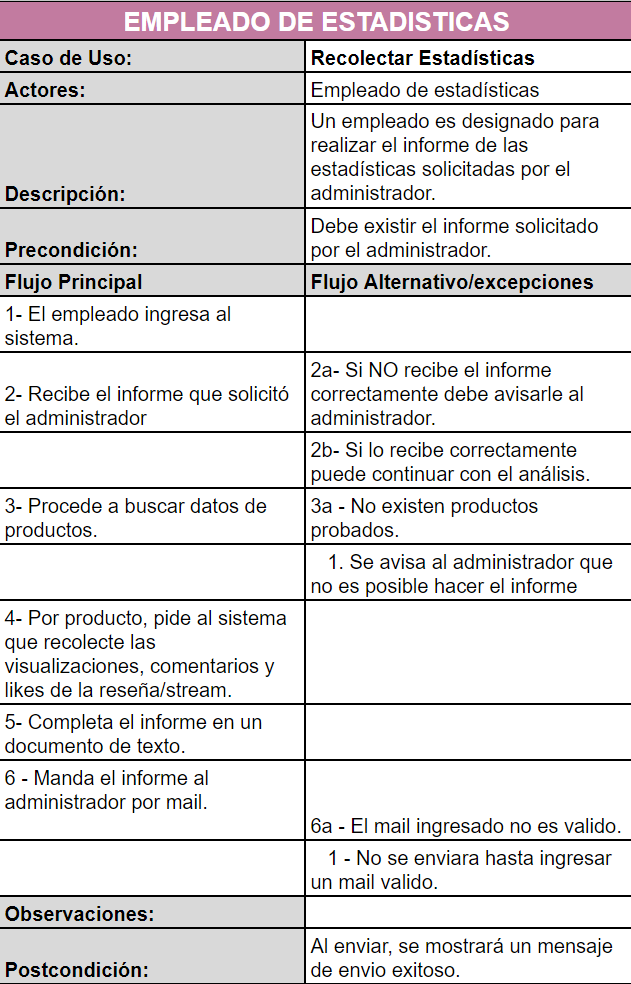 EMPLEADO DE ESTADISTICAS
Caso de Uso:
Recolectar Estadísticas
Actores:
Empleado de estadísticas
Descripción:
Un empleado es designado para
realizar el informe de las
estadísticas solicitadas por el
administrador.
Precondición:
Debe existir el informe solicitado
por el administrador.
Flujo Principal
Flujo Alternativo/excepciones
1- El empleado ingresa al
sistema.
2- Recibe el informe que solicitó
el administrador
2a- Si NO recibe el informe
correctamente debe avisarle al
administrador.
2b- Si lo recibe correctamente
puede continuar con el análisis.
3- Procede a buscar datos de
productos.
3a - No existen productos
probados.
1. Se avisa al administrador que
no es posible hacer el informe
4- Por producto, pide al sistema
que recolecte las
visualizaciones, comentarios y
likes de la reseña/stream.
5- Completa el informe en un
documento de texto.
6 - Manda el informe al
administrador por mail.
6a - El mail ingresado no es valido.
1 - No se enviara hasta ingresar
un mail valido.
Observaciones:
Postcondición:
Al enviar, se mostrará un mensaje
de envio exitoso.